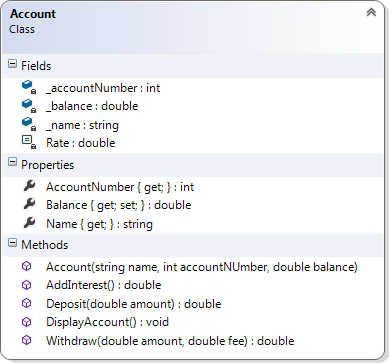 Account
Class
Fields
_accountNumber : int
_balance : double
_name : string
Rate : double
Properties
AccountNumber { get; } : int
Balance { get; set; } : double
Name { get; } : string
Methods
Account(string name, int accountNUmber, double balance)
AddInterest() : double
Deposit(double amount) : double
DisplayAccount() : void
Withdraw(double amount, double fee) : double